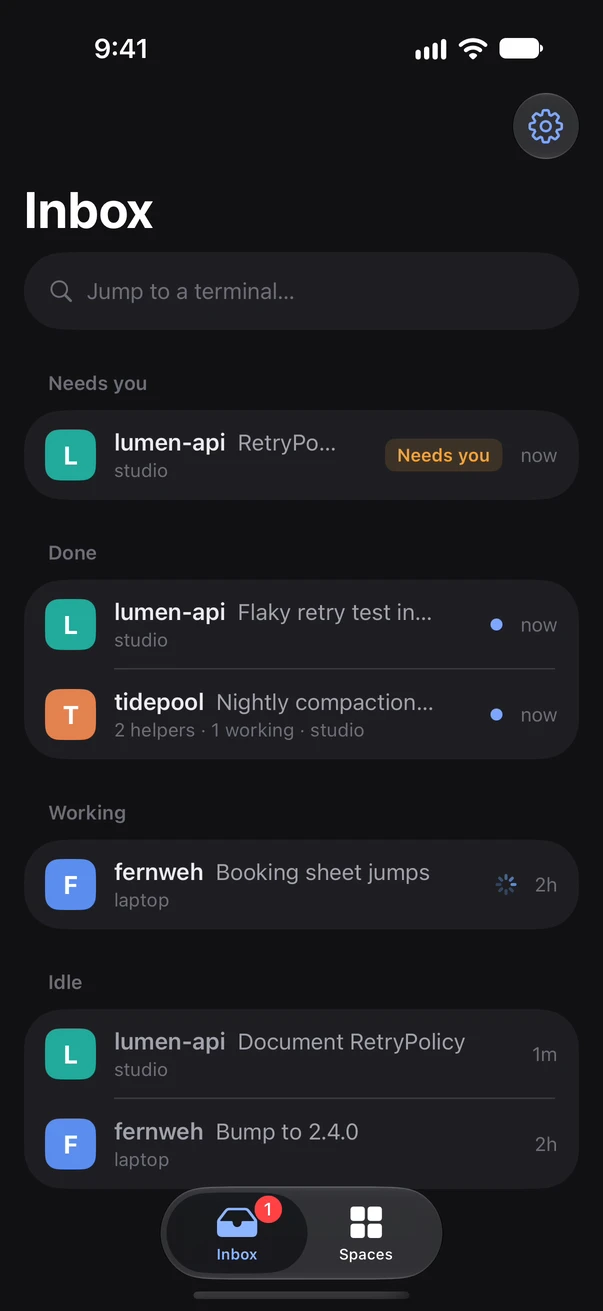 9:41
Inbox
Jump to a terminal...
Needs you
L
lumen-api RetryPo...
studio
Needs you
now
Done
L
lumen-api Flaky retry test in...
studio
now
T
tidepool Nightly compaction...
2 helpers · 1 working · studio
now
Working
F
fernweh Booking sheet jumps
laptop
2h
Idle
L
lumen-api Document RetryPolicy
studio
1m
F
fernweh Bump to 2.4.0
laptop
2h
1
Inbox
Spaces